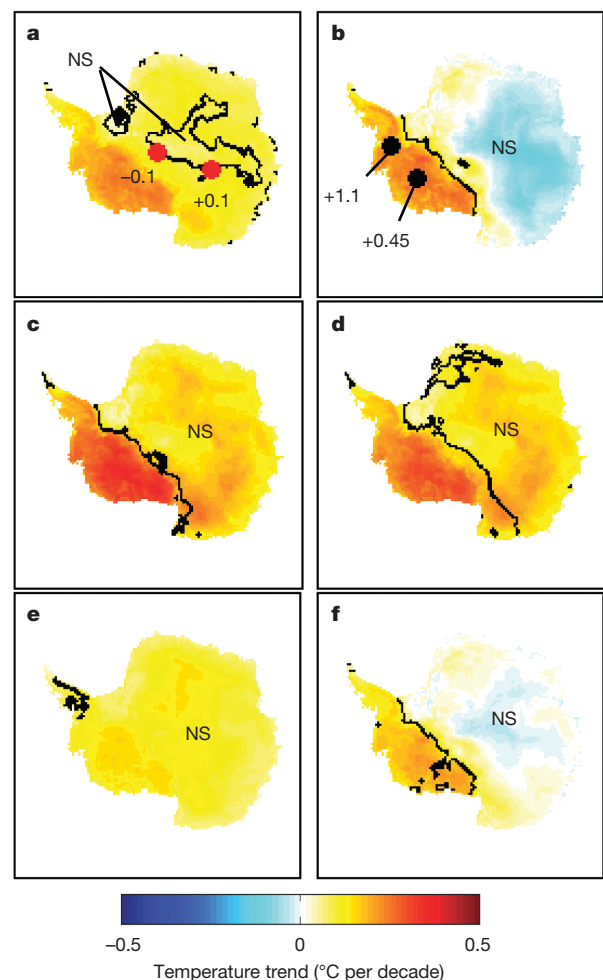 a
NS
−0.1
+0.1
b
NS
+1.1
+0.45
c
NS
d
NS
e
NS
f
NS
−0.5
0
0.5
Temperature trend (°C per decade)